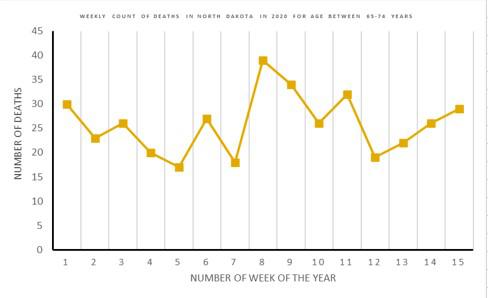 WEEKLY COUNT OF DEATHS IN NORTH DAKOTA IN 2020 FOR AGE BETWEEN 65-74 YEARS
NUMBER OF DEATHS
45
40
35
30
25
20
15
10
5
0
1 2 3 4 5 6 7 8 9 10 11 12 13 14 15
NUMBER OF WEEK OF THE YEAR